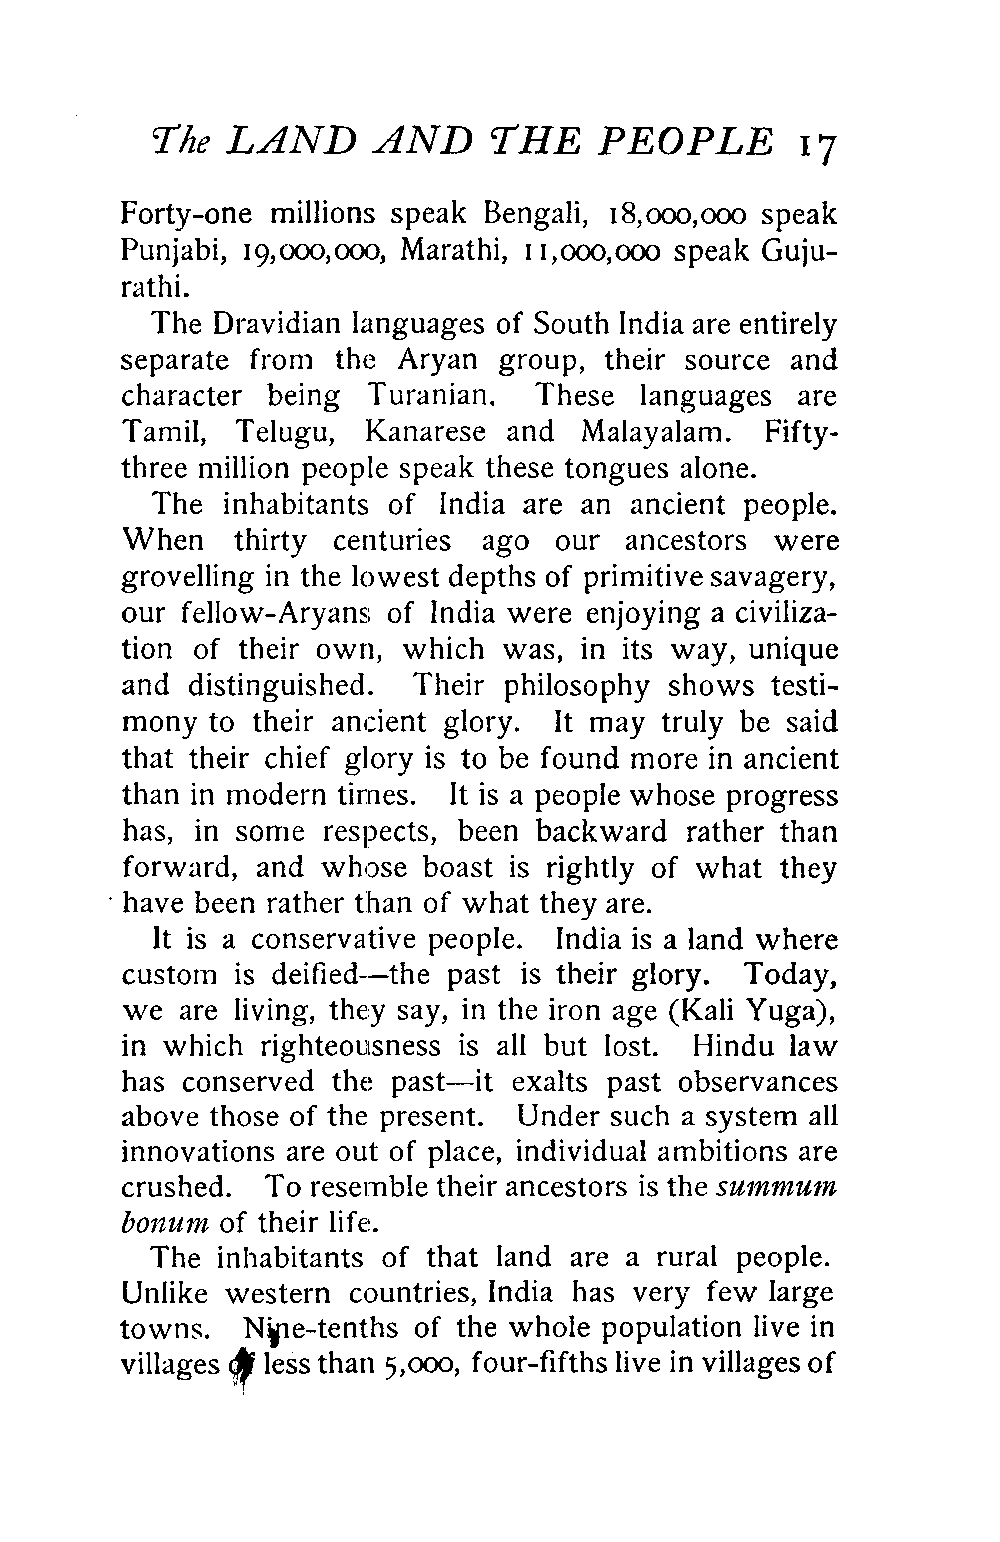 The LAND AND THE PEOPLE 17
Forty-one millions speak Bengali, 18,000,000 speak
Punjabi, 19,000,000, Marathi, 11,000,000 speak Guju-
rathi.
The Dravidian languages of South India are entirely
separate from the Aryan group, their source and
character being Turanian. These languages are
Tamil, Telugu, Kanarese and Malayalam. Fifty-
three million people speak these tongues alone.
The inhabitants of India are an ancient people.
When thirty centuries ago our ancestors were
grovelling in the lowest depths of primitive savagery,
our fellow-Aryans of India were enjoying a civiliza-
tion of their own, which was, in its way, unique
and distinguished. Their philosophy shows testi-
mony to their ancient glory. It may truly be said
that their chief glory is to be found more in ancient
than in modern times. It is a people whose progress
has, in some respects, been backward rather than
forward, and whose boast is rightly of what they
have been rather than of what they are.
It is a conservative people. India is a land where
custom is deified—the past is their glory. Today,
we are living, they say, in the iron age (Kali Yuga),
in which righteousness is all but lost. Hindu law
has conserved the past—it exalts past observances
above those of the present. Under such a system all
innovations are out of place, individual ambitions are
crushed. To resemble their ancestors is the summum
bonum of their life.
The inhabitants of that land are a rural people.
Unlike western countries, India has very few large
towns. Nine-tenths of the whole population live in
villages of less than 5,000, four-fifths live in villages of